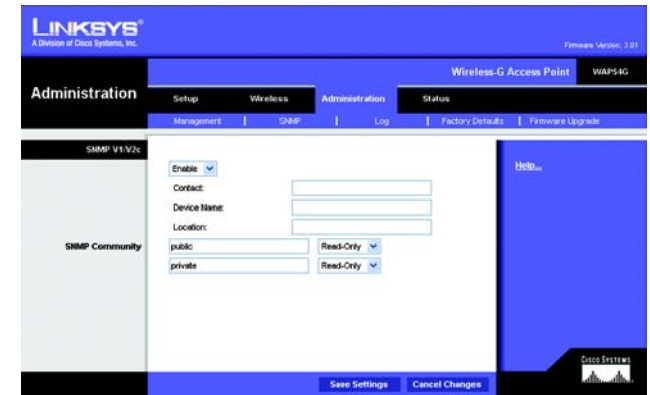 LINKSYS®
A Division of Cisco Systems, Inc.
Firmware Version: 3.01
Wireless-G Access Point WAP54G
Administration
Setup Wireless Administration Status
Management | SNMP | Log | Factory Defaults | Firmware Upgrade
SNMP V1/V2c
Enable
Help...
Contact:
Device Name:
Location:
SNMP Community
public Read-Only
private Read-Only
CISCO SYSTEMS
Save Settings Cancel Changes